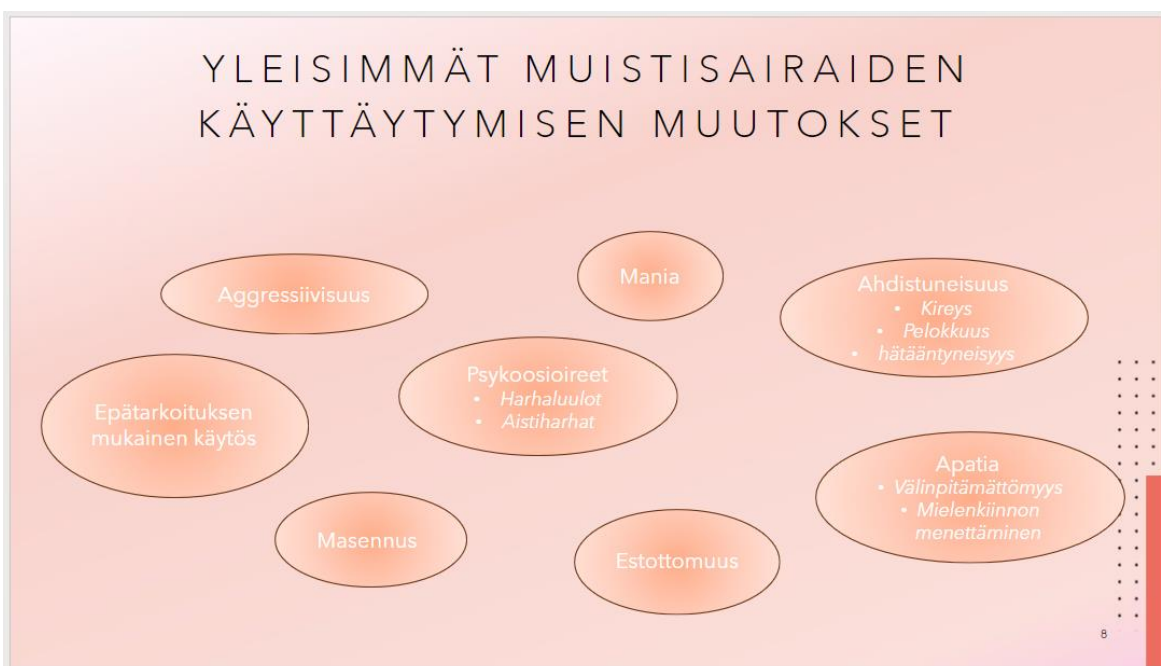 YLEISIMMÄT MUISTISAIRAIDEN
KÄYTTÄYTYMISEN MUUTOKSET
Aggressiivisuus
Mania
Ahdistuneisuus
• Kireys
• Pelokkuus
• hätääntyneisyys
Psykoosioireet
• Harhaluulot
• Aistiharhat
Epätarkoituksen
mukainen käytös
Apatia
• Välinpitämättömyys
• Mielenkiinnon
menettäminen
Masennus
Estottomuus
8